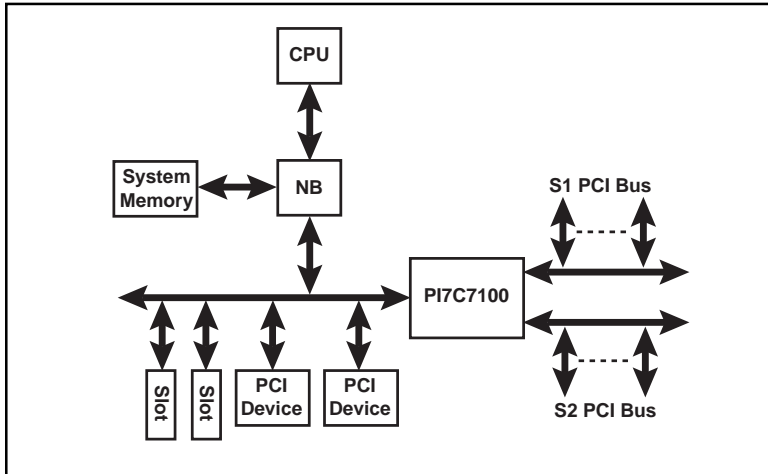 CPU
System
Memory
NB
S1 PCI Bus
PI7C7100
Slot
Slot
PCI
Device
PCI
Device
S2 PCI Bus